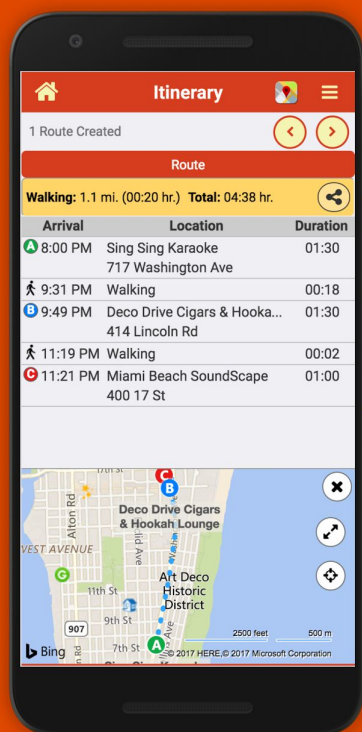 Itinerary
1 Route Created
Route
Walking: 1.1 mi. (00:20 hr.) Total: 04:38 hr.
Arrival Location Duration
A 8:00 PM Sing Sing Karaoke 01:30
717 Washington Ave
9:31 PM Walking 00:18
B 9:49 PM Deco Drive Cigars & Hooka... 01:30
414 Lincoln Rd
11:19 PM Walking 00:02
C 11:21 PM Miami Beach SoundScape 01:00
400 17 St
17th St
C
B
Alton Rd
Deco Drive Cigars
& Hookah Lounge
WEST AVENUE
G
Art Deco
Historic
District
11th St
9th St
907
7th St
A
Ave
2500 feet 500 m
Bing
© 2017 HERE,© 2017 Microsoft Corporation